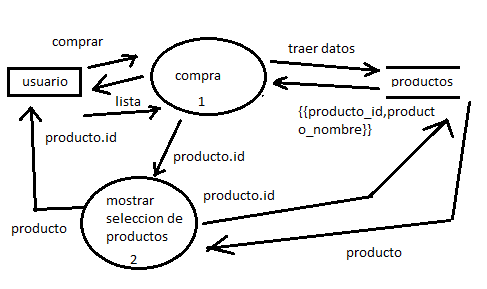 comprar
traer datos
usuario
compra
productos
lista
1
{{producto_id,product
o_nombre}}
producto.id
producto.id
producto.id
mostrar
seleccion de
productos
producto
2
producto